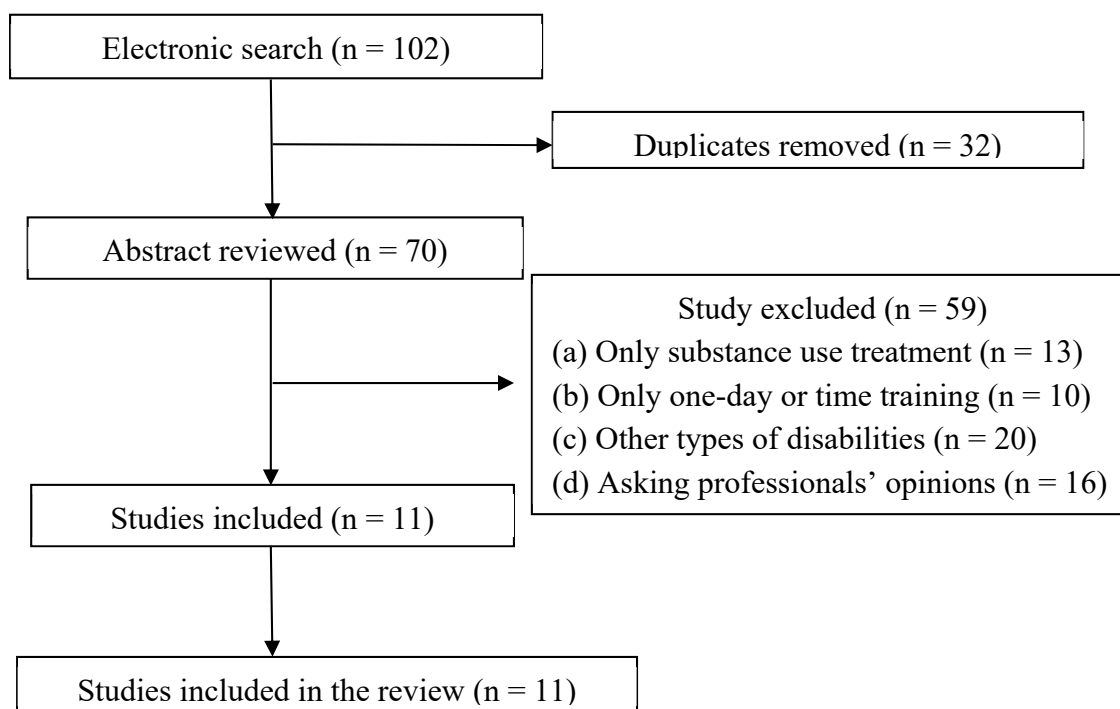 Electronic search (n = 102)
Duplicates removed (n = 32)
Abstract reviewed (n = 70)
Study excluded (n = 59)
(a) Only substance use treatment (n = 13)
(b) Only one-day or time training (n = 10)
(c) Other types of disabilities (n = 20)
(d) Asking professionals’ opinions (n = 16)
Studies included (n = 11)
Studies included in the review (n = 11)